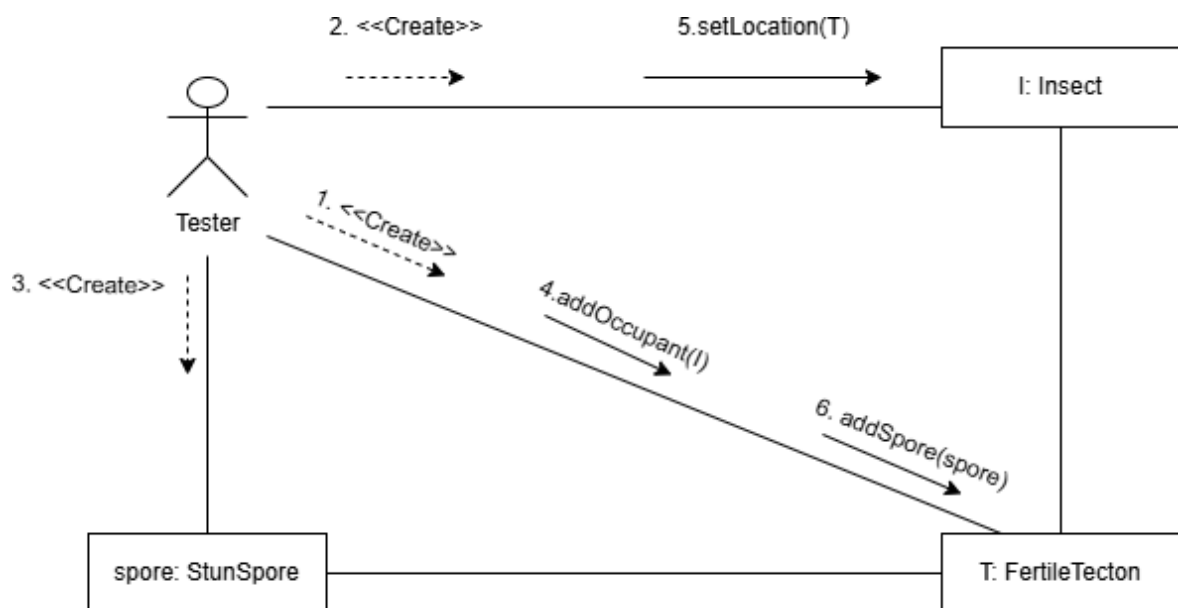 2. <<Create>>
5.setLocation(T)
I: Insect
Tester
1. <<Create>>
3. <<Create>>
4.addOccupant(I)
6. addSpore(spore)
spore: StunSpore
T: FertileTecton